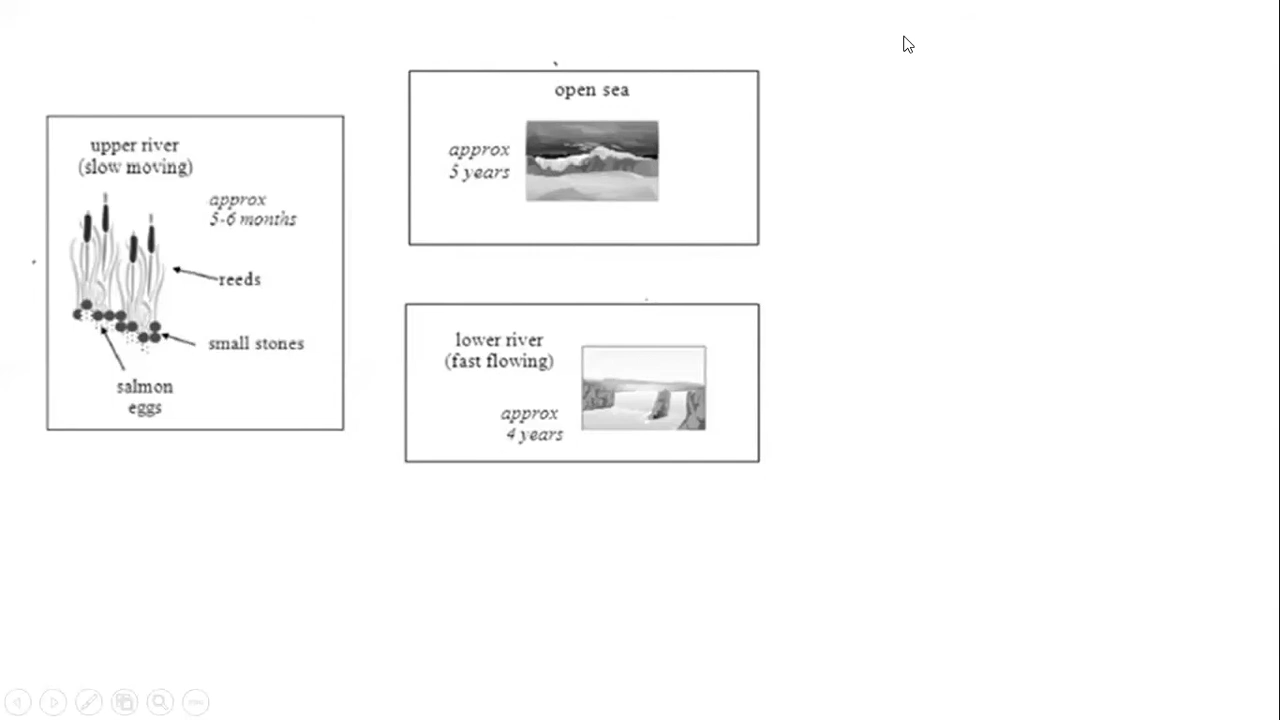 upper river
(slow moving)
approx
5-6 months
reeds
small stones
salmon
eggs
open sea
approx
5 years
lower river
(fast flowing)
approx
4 years